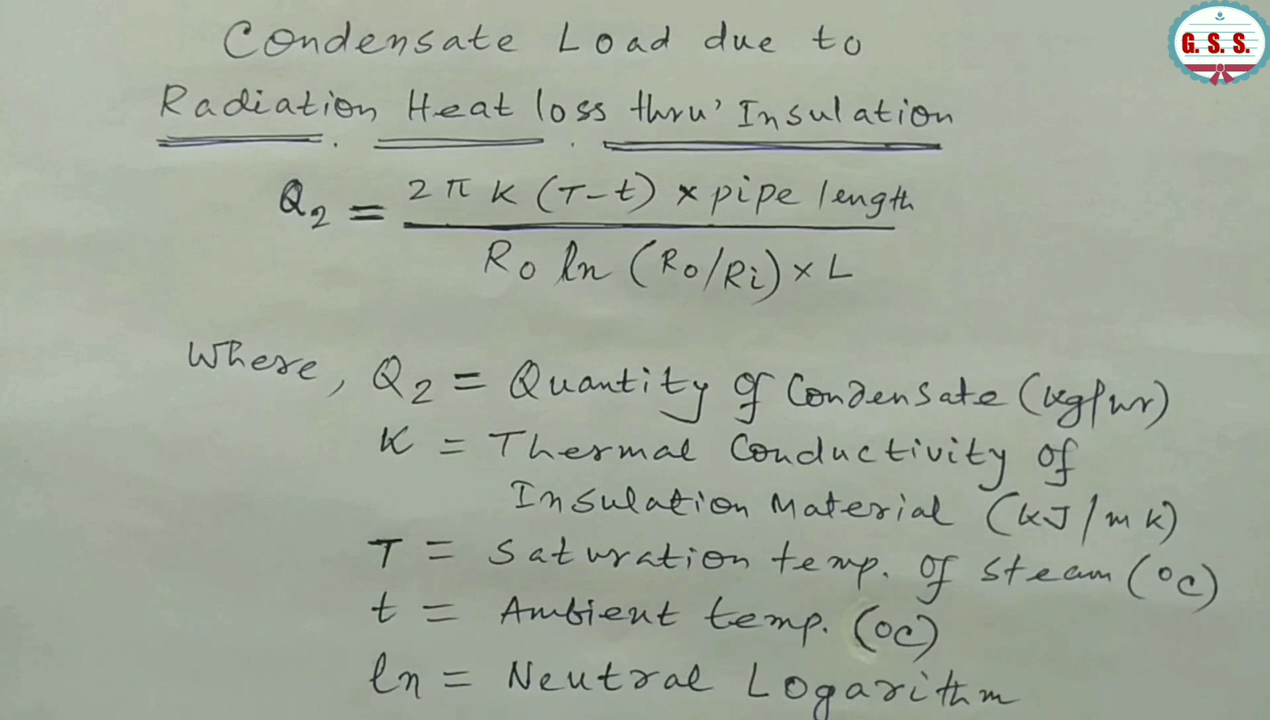 G. S. S.
Condensate Load due to
Radiation Heat loss thru' Insulation
Q2 = 2 π K (T-t) × pipe length
Ro ln (Ro/Ri) × L
Where, Q2 = Quantity of Condensate (kg/hr)
K = Thermal Conductivity of
Insulation Material (KJ/mK)
T = Saturation temp. of steam (°C)
t = Ambient temp. (°C)
ln = Neutral Logarithm